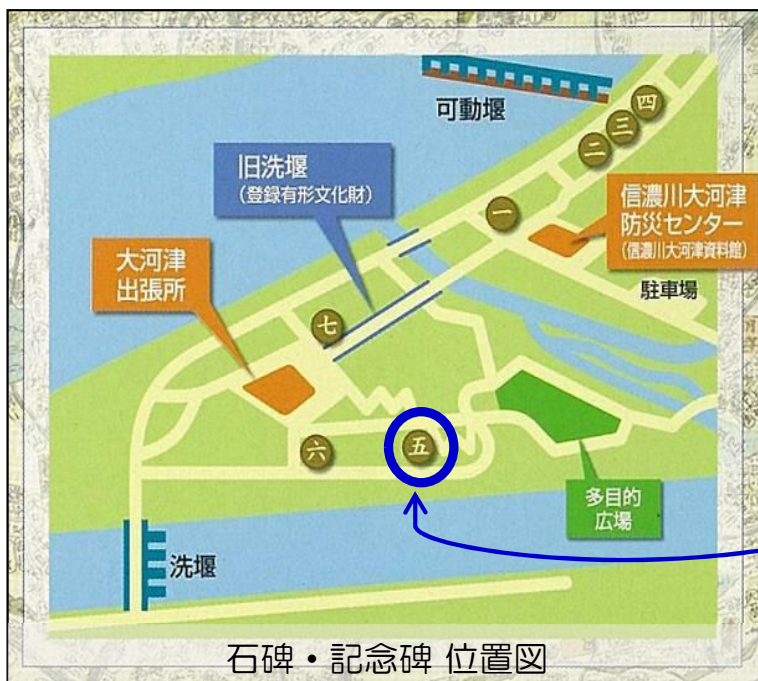 可動堰
四
三
二
一
旧洗堰
(登録有形文化財)
信濃川大河津
防災センター
(信濃川大河津資料館)
駐車場
大河津
出張所
七
六
五
多目的
広場
洗堰
石碑・記念碑 位置図